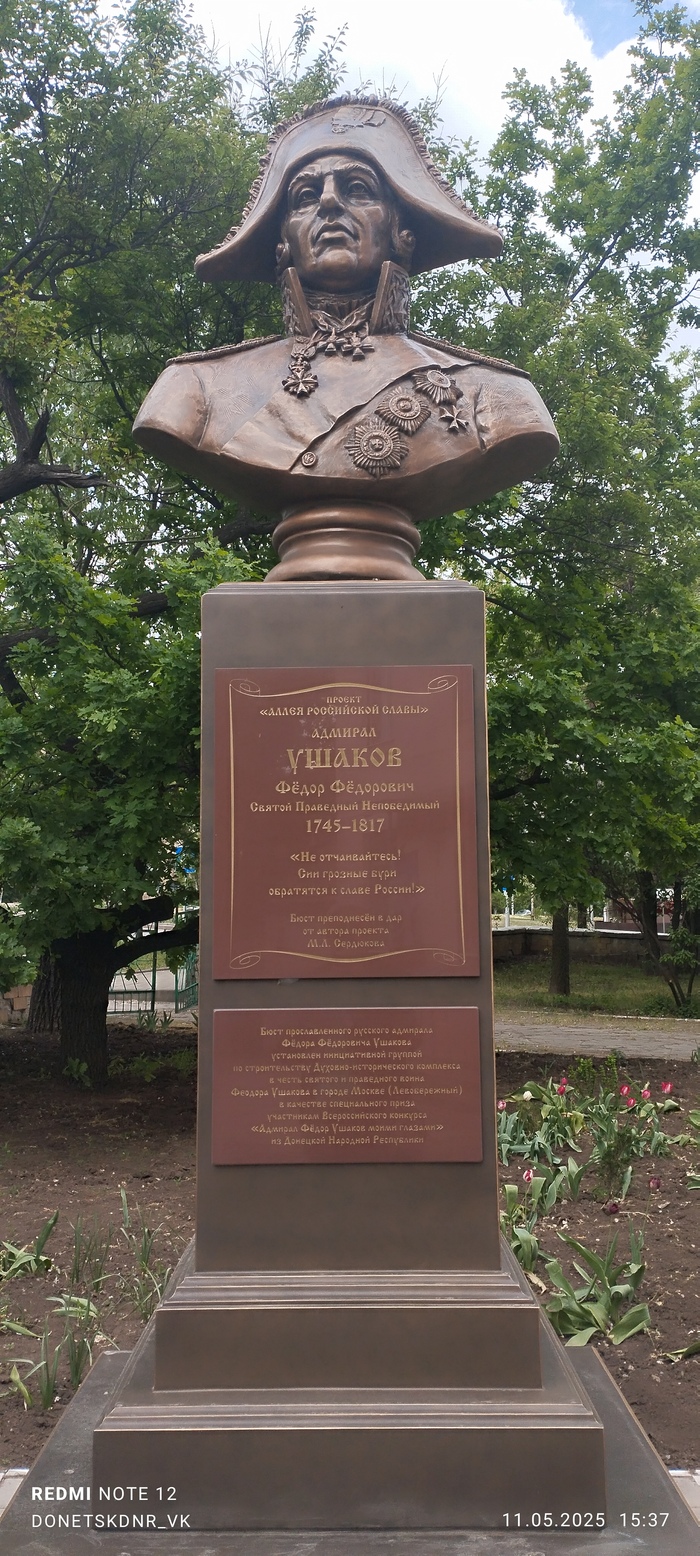 ПРОЕКТ
«АЛЛЕЯ РОССИЙСКОЙ СЛАВЫ»
АДМИРАЛ
УШАКОВ
Фёдор Фёдорович
Святой Праведный Непобедимый
1745–1817
«Не отчаивайтесь!
Сии грозные бури
обратятся к славе России!»
Бюст преподнесён в дар
от автора проекта
М.Л. Сердюкова
Бюст прославленного русского адмирала
Фёдора Фёдоровича Ушакова
установлен инициативной группой
по строительству Духовно-исторического комплекса
в честь святого и праведного воина
Феодора Ушакова в городе Москве (Левобережный)
в качестве специального приза
участникам Всероссийского конкурса
«Адмирал Фёдор Ушаков моими глазами»
из Донецкой Народной Республики
REDMI NOTE 12
DONETSKDNR_VK
11.05.2025 15:37